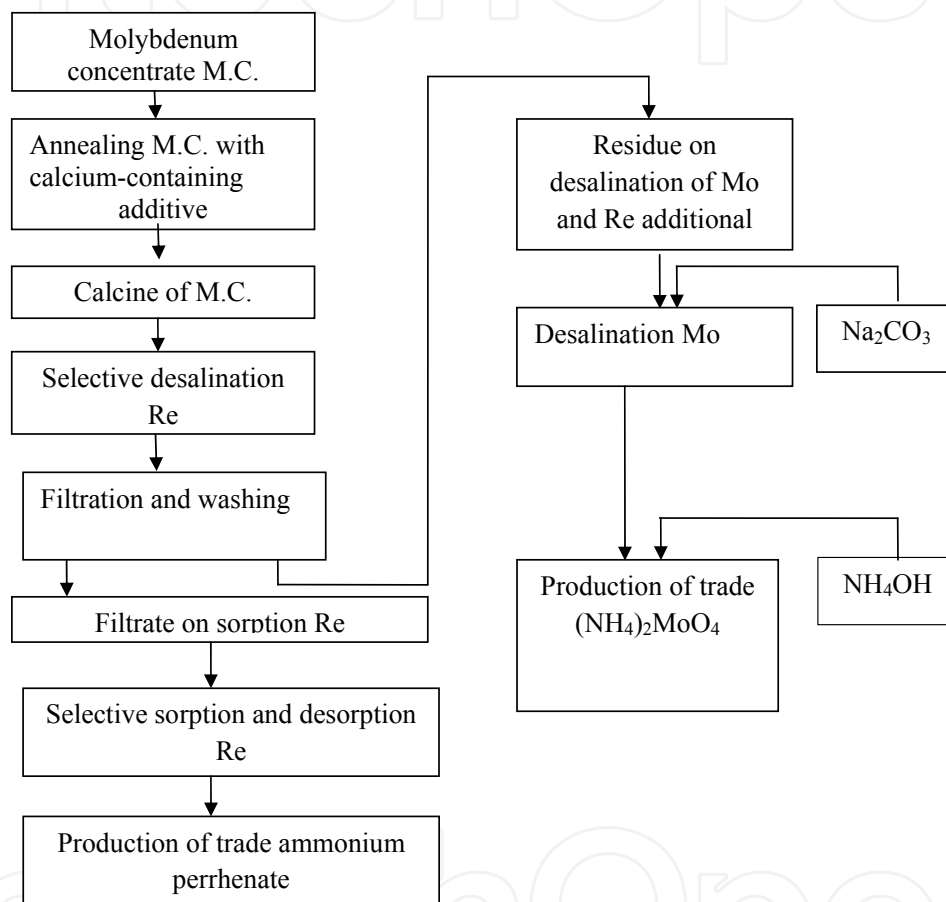 Molybdenum
concentrate M.C.
Annealing M.C. with
calcium-containing
additive
Calcine of M.C.
Selective desalination
Re
Filtration and washing
Filtrate on sorption Re
Selective sorption and desorption
Re
Production of trade ammonium
perrhenate
Residue on
desalination of Mo
and Re additional
Desalination Mo
Na₂CO₃
Production of trade
(NH₄)₂MoO₄
NH₄OH